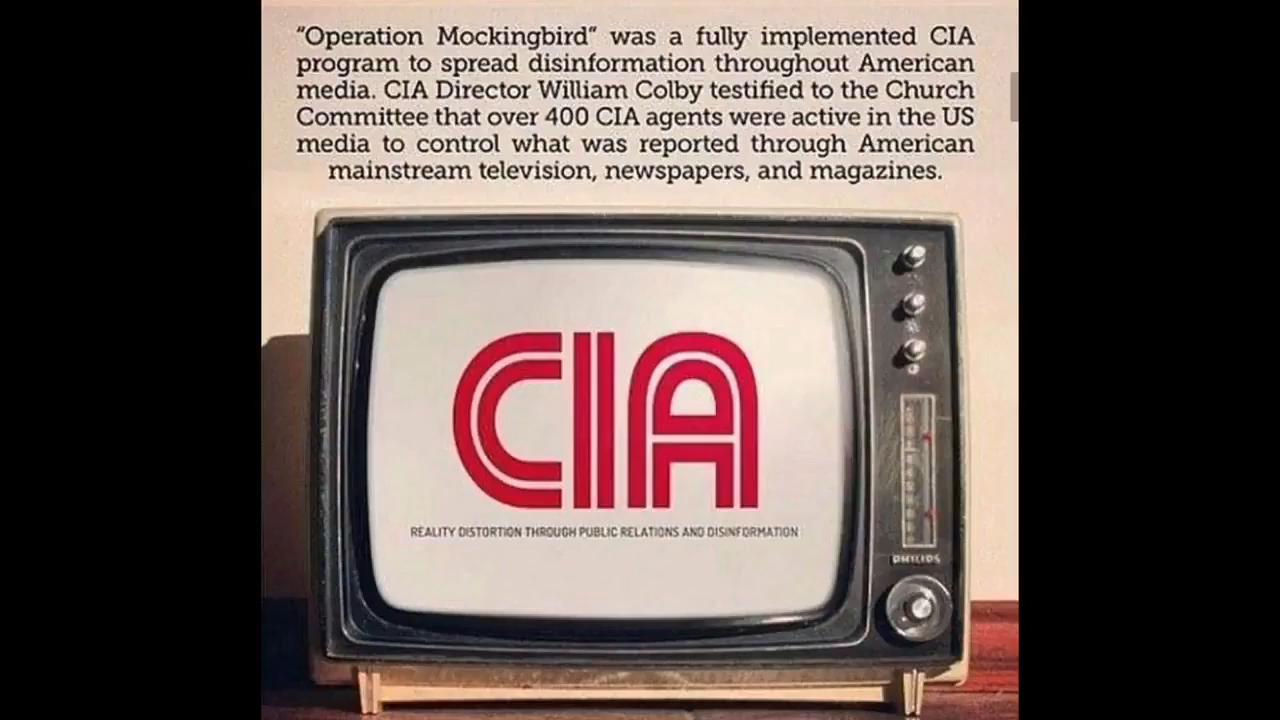 “Operation Mockingbird” was a fully implemented CIA
program to spread disinformation throughout American
media. CIA Director William Colby testified to the Church
Committee that over 400 CIA agents were active in the US
media to control what was reported through American
mainstream television, newspapers, and magazines.
CIA
REALITY DISTORTION THROUGH PUBLIC RELATIONS AND DISINFORMATION
PHILIPS